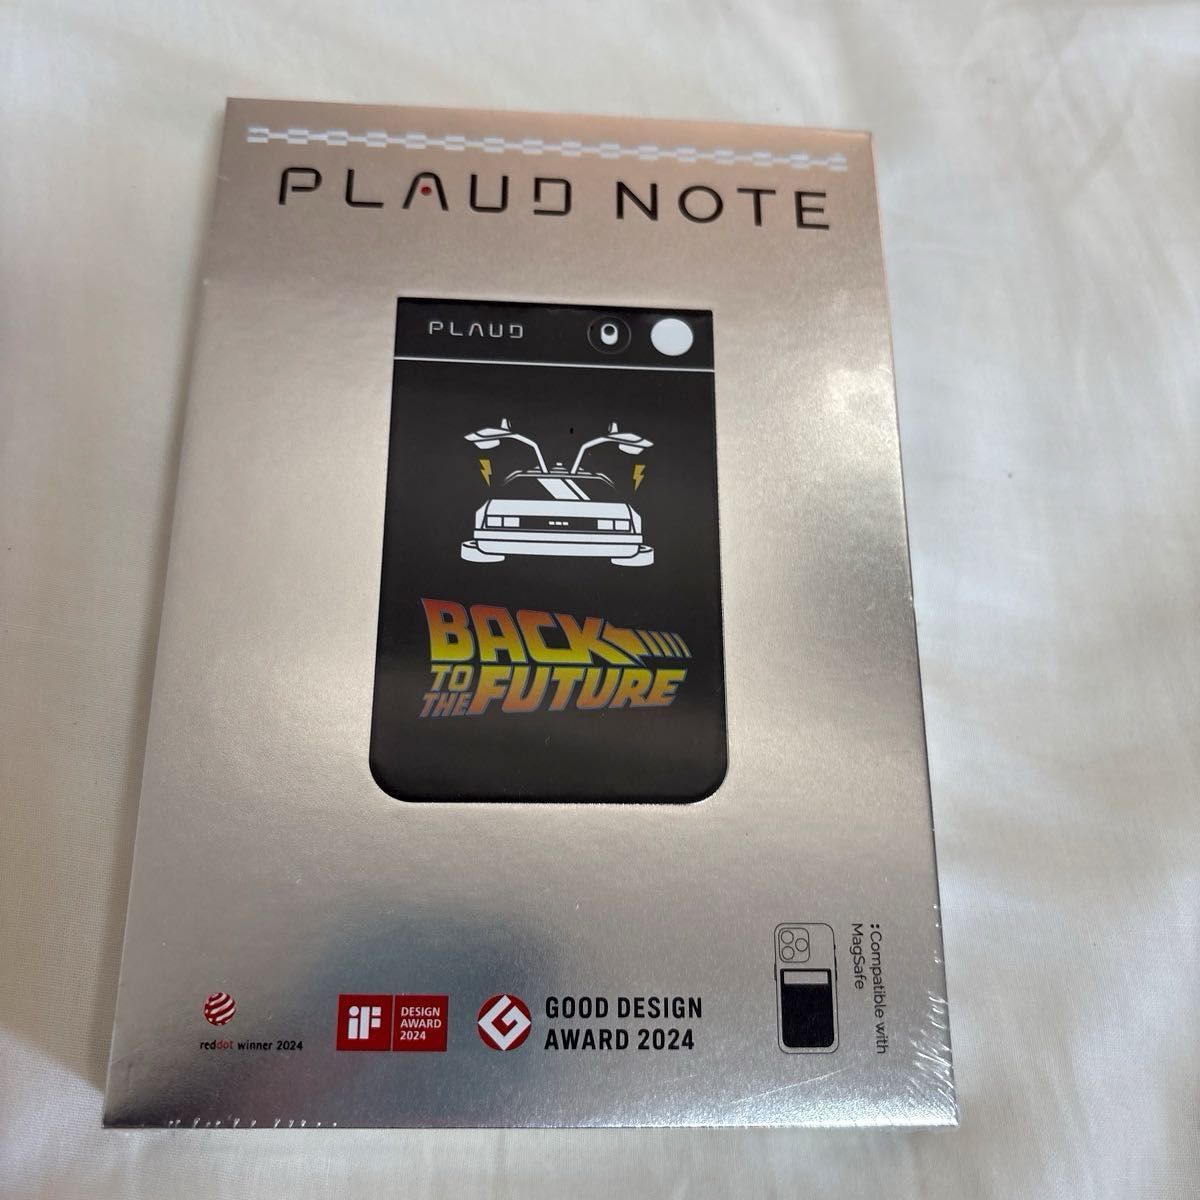 PLAUD NOTE
PLAUD
BACK
TO THE FUTURE
:Compatible with
MagSafe
reddot winner 2024
iF
DESIGN
AWARD
2024
G
GOOD DESIGN
AWARD 2024